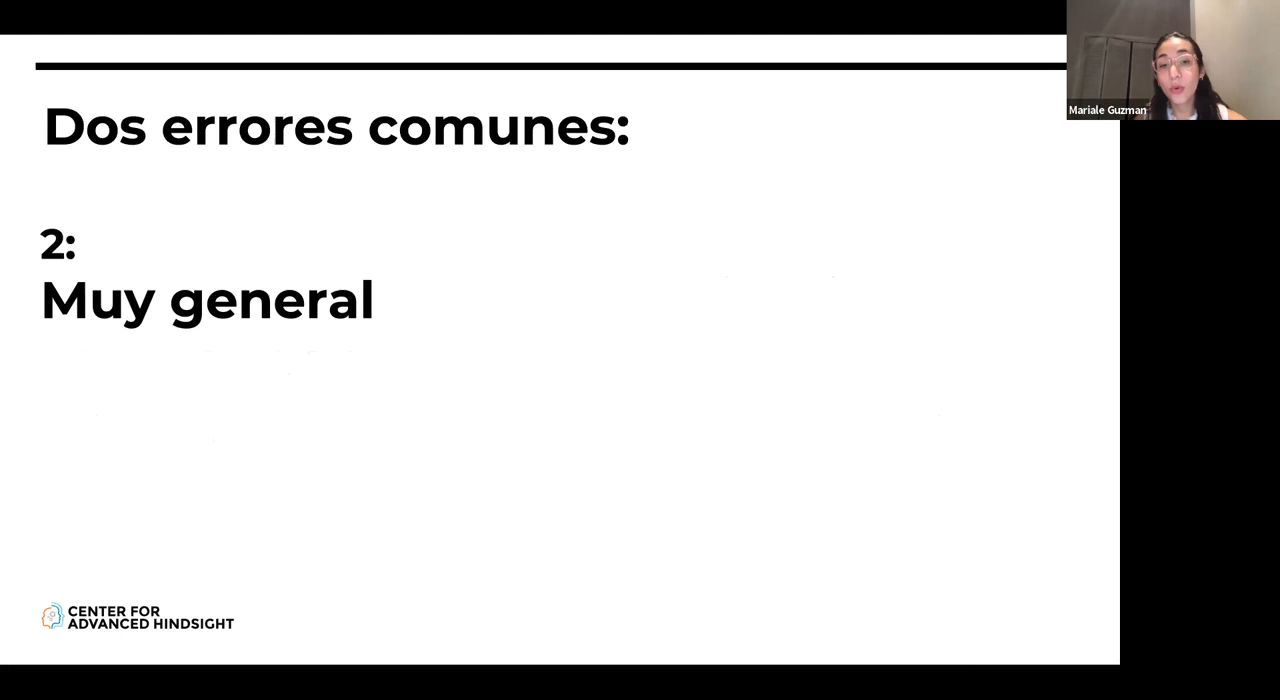 Mariale Guzman
Dos errores comunes:
2:
Muy general
CENTER FOR
ADVANCED HINDSIGHT